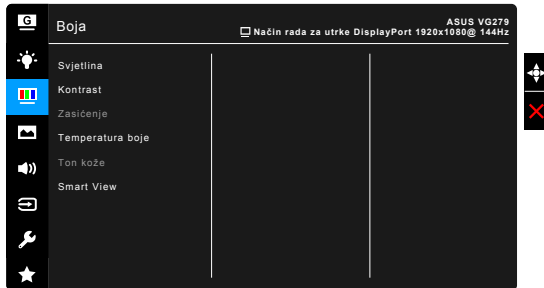 G
Boja
ASUS VG279
Način rada za utrke DisplayPort 1920x1080@ 144Hz
Svjetlina
Kontrast
Zasićenje
Temperatura boje
Ton kože
Smart View